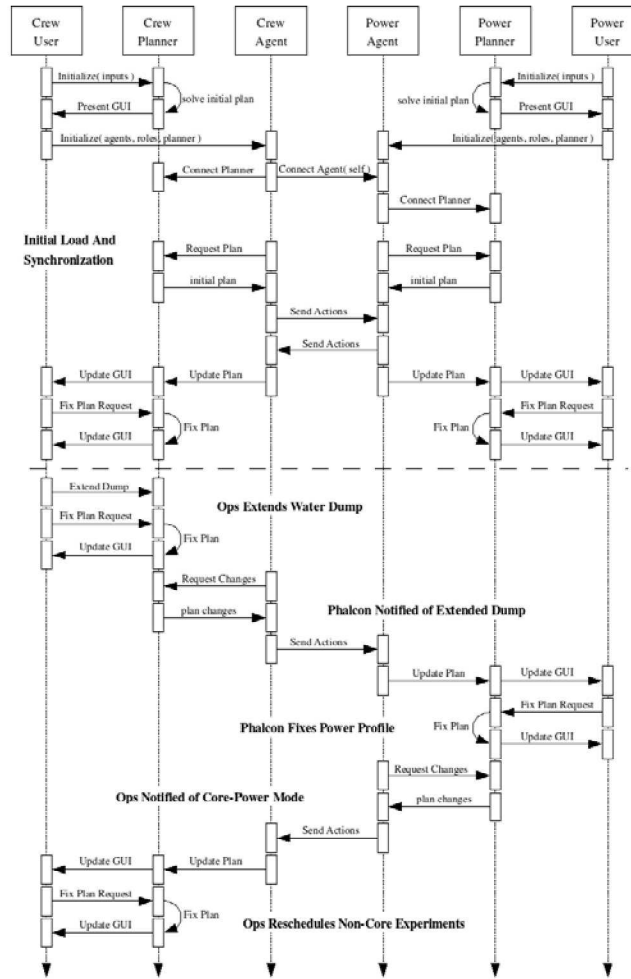 Crew
User
Crew
Planner
Crew
Agent
Power
Agent
Power
Planner
Power
User
Initialize( inputs )
Initialize( inputs )
solve initial plan
solve initial plan
Present GUI
Present GUI
Initialize( agents, roles, planner )
Initialize( agents, roles, planner )
Connect Planner
Connect Agent( self )
Connect Planner
Initial Load And
Synchronization
Request Plan
Request Plan
initial plan
initial plan
Send Actions
Send Actions
Update GUI
Update Plan
Update Plan
Update GUI
Fix Plan Request
Fix Plan Request
Fix Plan
Fix Plan
Update GUI
Update GUI
Extend Dump
Ops Extends Water Dump
Fix Plan Request
Fix Plan
Update GUI
Request Changes
plan changes
Phalcon Notified of Extended Dump
Send Actions
Update Plan
Update GUI
Fix Plan Request
Phalcon Fixes Power Profile
Fix Plan
Update GUI
Request Changes
Ops Notified of Core-Power Mode
plan changes
Send Actions
Update GUI
Update Plan
Fix Plan Request
Fix Plan
Ops Reschedules Non-Core Experiments
Update GUI